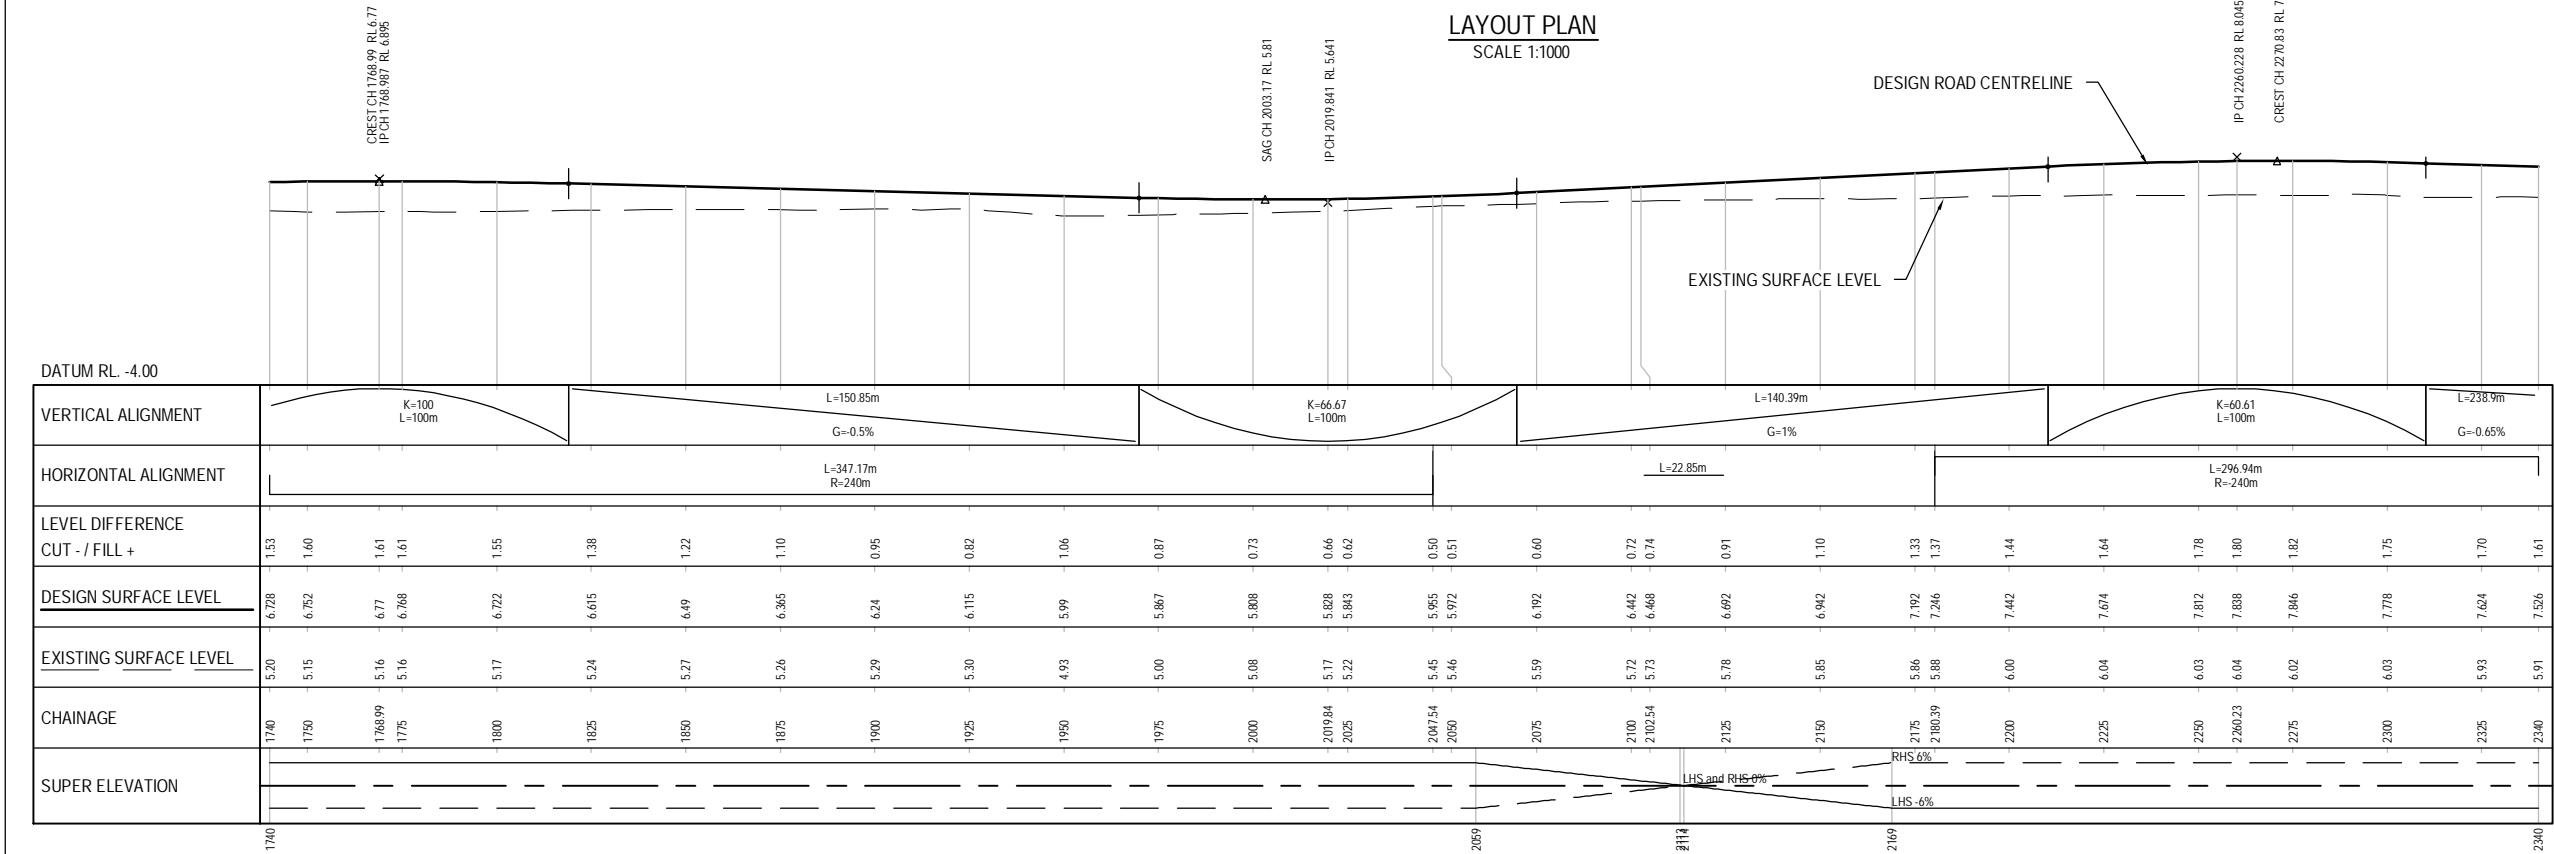 LAYOUT PLAN
SCALE 1:1000
CREST CH 1768.99 RL 6.77
IP CH 1768.987 RL 6.895
SAG CH 2003.17 RL 5.81
IP CH 2019.841 RL 5.641
IP CH 2260.228 RL 8.045
CREST CH 2270.83 RL 7
DESIGN ROAD CENTRELINE
EXISTING SURFACE LEVEL
DATUM RL. -4.00
VERTICAL ALIGNMENT
K=100
L=100m
L=150.85m
G=-0.5%
K=66.67
L=100m
L=140.39m
G=1%
K=60.61
L=100m
L=238.9m
G=-0.65%
HORIZONTAL ALIGNMENT
L=347.17m
R=240m
L=22.85m
L=296.94m
R=-240m
LEVEL DIFFERENCE
CUT - / FILL +
1.53 1.60 1.61 1.61 1.55 1.38 1.22 1.10 0.95 0.82 1.06 0.87 0.73 0.66 0.62 0.50 0.51 0.60 0.72 0.74 0.91 1.10 1.33 1.37 1.44 1.64 1.78 1.80 1.82 1.75 1.70 1.61
DESIGN SURFACE LEVEL
6.728 6.752 6.77 6.768 6.722 6.615 6.49 6.365 6.24 6.115 5.99 5.867 5.808 5.828 5.843 5.955 5.972 6.192 6.442 6.468 6.692 6.942 7.192 7.246 7.442 7.674 7.812 7.838 7.846 7.778 7.624 7.526
EXISTING SURFACE LEVEL
5.20 5.15 5.16 5.16 5.17 5.24 5.27 5.26 5.29 5.30 4.93 5.00 5.08 5.17 5.22 5.45 5.46 5.59 5.72 5.73 5.78 5.85 5.86 5.88 6.00 6.04 6.03 6.04 6.02 6.03 5.93 5.91
CHAINAGE
1740 1750 1768.99 1775 1800 1825 1850 1875 1900 1925 1950 1975 2000 2019.84 2025 2047.54 2050 2075 2100 2102.54 2125 2150 2175 2180.39 2200 2225 2250 2260.23 2275 2300 2325 2340
SUPER ELEVATION
LHS and RHS 0%
RHS 6%
LHS -6%
1740 2059 2113 2114 2169 2340